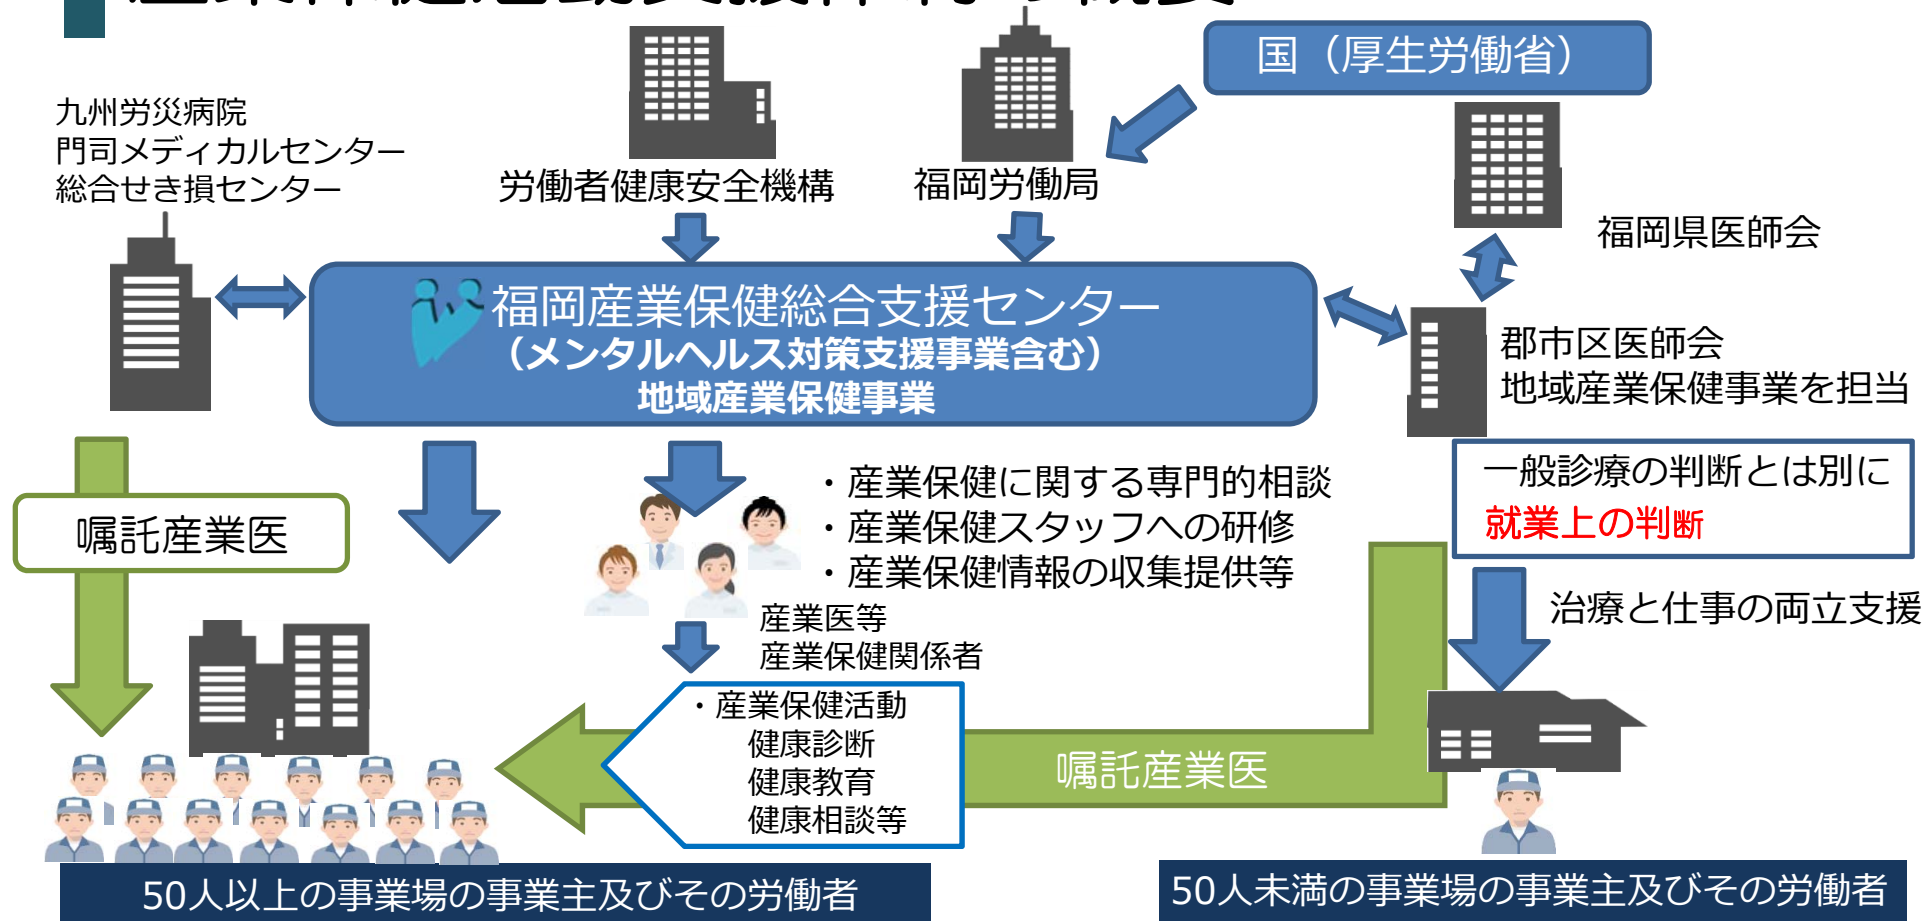 産業保健活動支援体制の概要
国（厚生労働省）
九州労災病院
門司メディカルセンター
総合せき損センター
労働者健康安全機構
福岡労働局
福岡県医師会
福岡産業保健総合支援センター
（メンタルヘルス対策支援事業含む）
地域産業保健事業
郡市区医師会
地域産業保健事業を担当
一般診療の判断とは別に
就業上の判断
嘱託産業医
・産業保健に関する専門的相談
・産業保健スタッフへの研修
・産業保健情報の収集提供等
産業医等
産業保健関係者
治療と仕事の両立支援
・産業保健活動
健康診断
健康教育
健康相談等
嘱託産業医
50人以上の事業場の事業主及びその労働者
50人未満の事業場の事業主及びその労働者